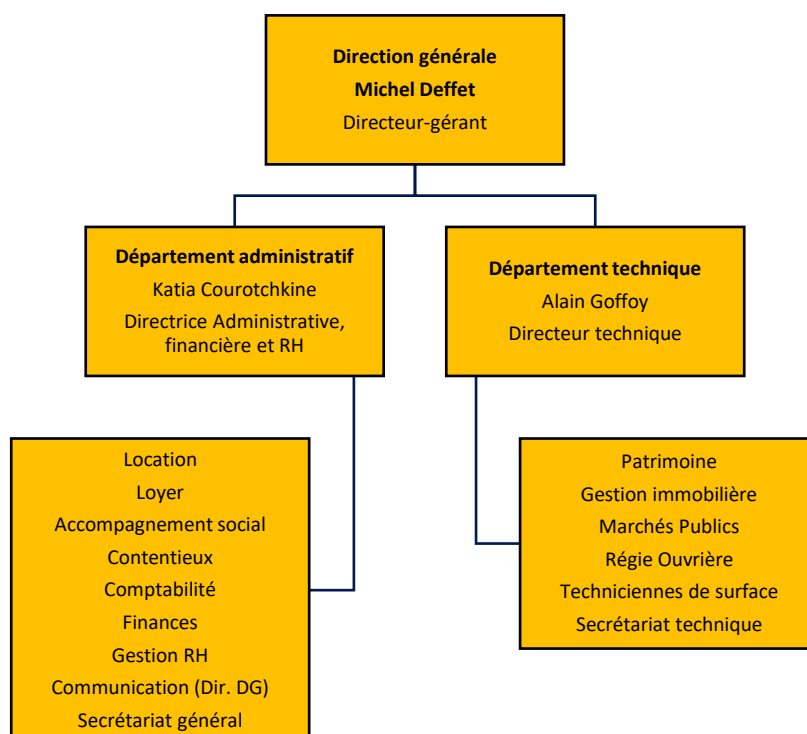 Direction générale
Michel Deffet
Directeur-gérant
Département administratif
Katia Courotchkine
Directrice Administrative,
financière et RH
Département technique
Alain Goffoy
Directeur technique
Location
Loyer
Accompagnement social
Contentieux
Comptabilité
Finances
Gestion RH
Communication (Dir. DG)
Secrétariat général
Patrimoine
Gestion immobilière
Marchés Publics
Régie Ouvrière
Techniciennes de surface
Secrétariat technique